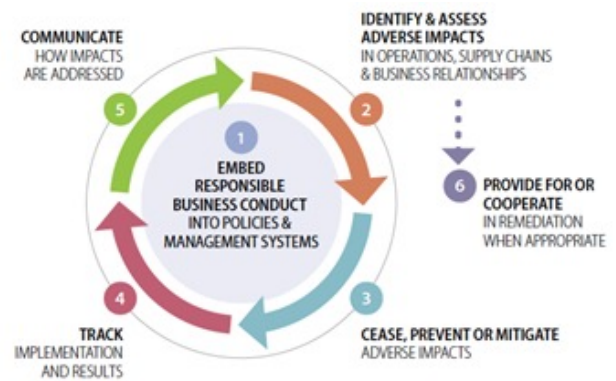 COMMUNICATE
HOW IMPACTS
ARE ADDRESSED
5
IDENTIFY & ASSESS
ADVERSE IMPACTS
IN OPERATIONS, SUPPLY CHAINS
& BUSINESS RELATIONSHIPS
2
1
EMBED
RESPONSIBLE
BUSINESS CONDUCT
INTO POLICIES &
MANAGEMENT SYSTEMS
6
PROVIDE FOR OR
COOPERATE
IN REMEDIATION
WHEN APPROPRIATE
4
TRACK
IMPLEMENTATION
AND RESULTS
3
CEASE, PREVENT OR MITIGATE
ADVERSE IMPACTS